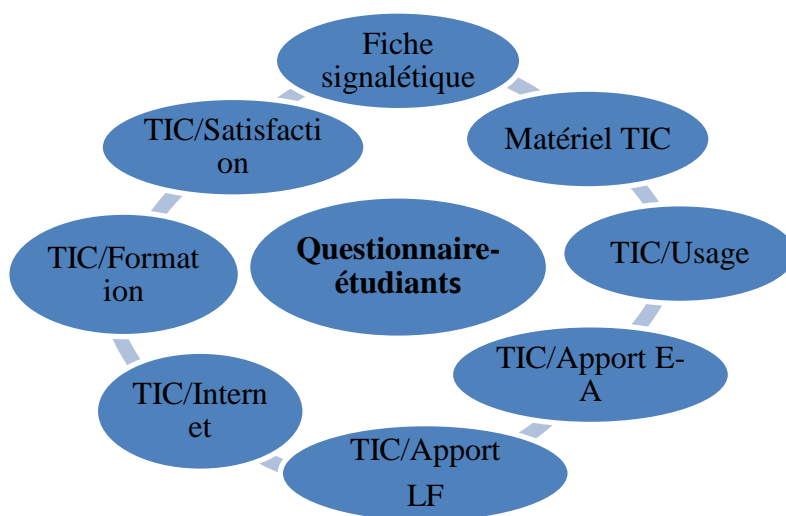 Fiche
signalétique
TIC/Satisfacti
on
Matériel TIC
TIC/Format
ion
Questionnaire-
étudiants
TIC/Usage
TIC/Intern
et
TIC/Apport E-
A
TIC/Apport
LF